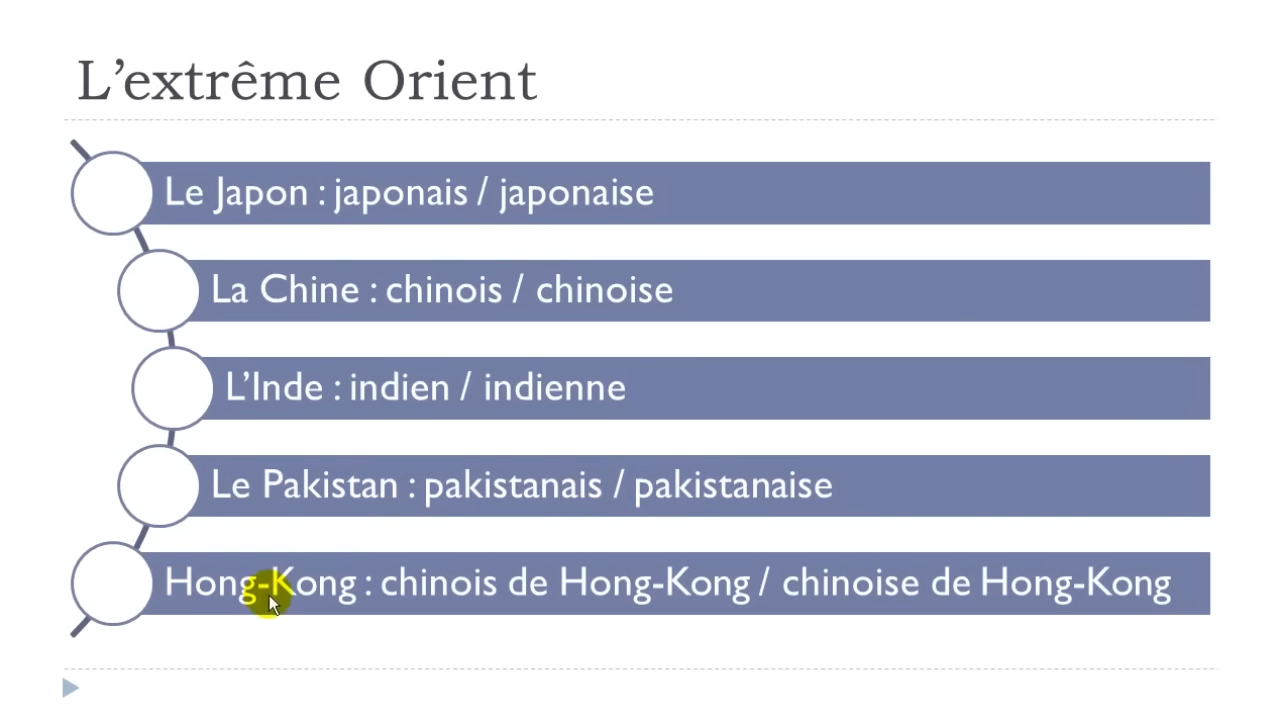 L’extrême Orient
Le Japon : japonais / japonaise
La Chine : chinois / chinoise
L’Inde : indien / indienne
Le Pakistan : pakistanais / pakistanaise
Hong-Kong : chinois de Hong-Kong / chinoise de Hong-Kong